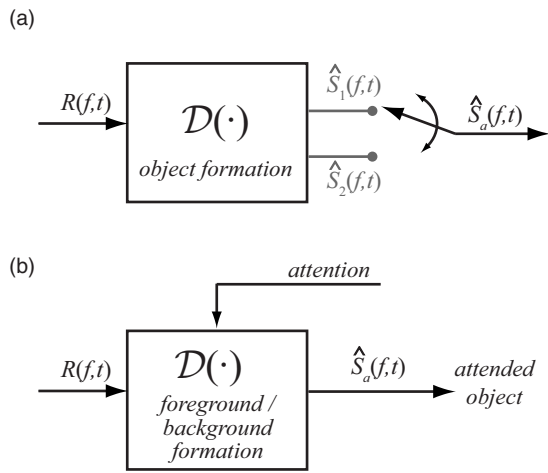 (a)
R(f,t)
𝒟(·)
object formation
Ŝ₁(f,t)
Ŝ₂(f,t)
Ŝₐ(f,t)
(b)
attention
R(f,t)
𝒟(·)
foreground /
background
formation
Ŝₐ(f,t)
attended
object